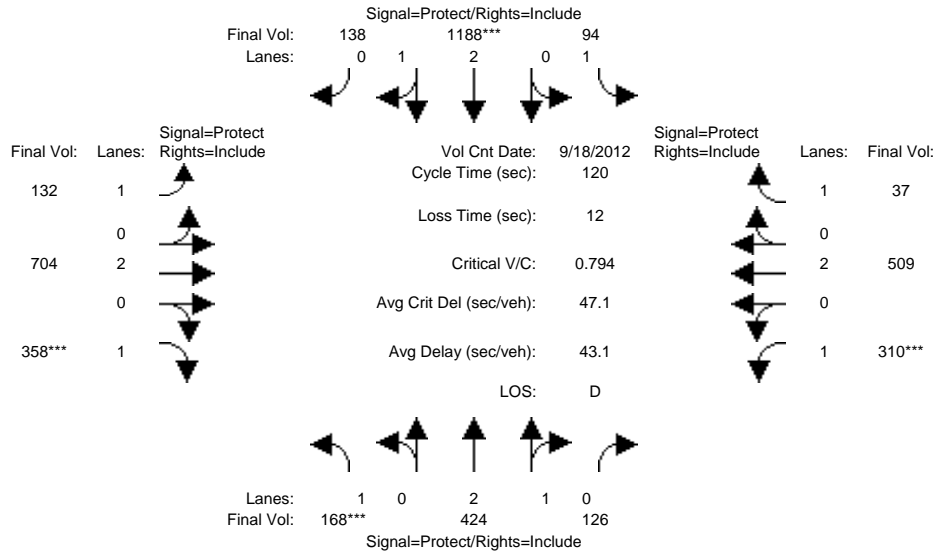 Signal=Protect/Rights=Include
Final Vol: 138 1188*** 94
Lanes: 0 1 2 0 1
Signal=Protect Signal=Protect
Final Vol: Lanes: Rights=Include Vol Cnt Date: 9/18/2012 Rights=Include Lanes: Final Vol:
Cycle Time (sec): 120
132 1 1 37
Loss Time (sec): 12
0 0
704 2 Critical V/C: 0.794 2 509
0 Avg Crit Del (sec/veh): 47.1 0
358*** 1 Avg Delay (sec/veh): 43.1 1 310***
LOS: D
Lanes: 1 0 2 1 0
Final Vol: 168*** 424 126
Signal=Protect/Rights=Include